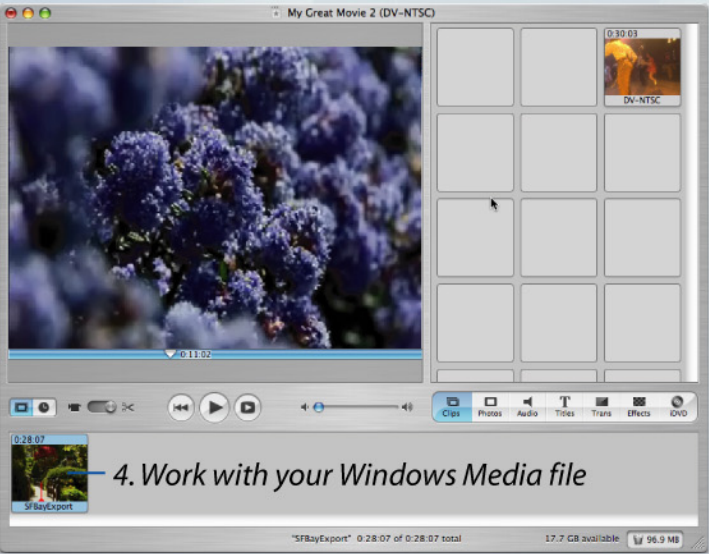 My Great Movie 2 (DV-NTSC)
0:30:03
DV-NTSC
0:11:02
Clips Photos Audio Titles Trans Effects iDVD
0:28:07
SFBayExport
4. Work with your Windows Media file
"SFBayExport" 0:28:07 of 0:28:07 total 17.7 GB available 96.9 MB